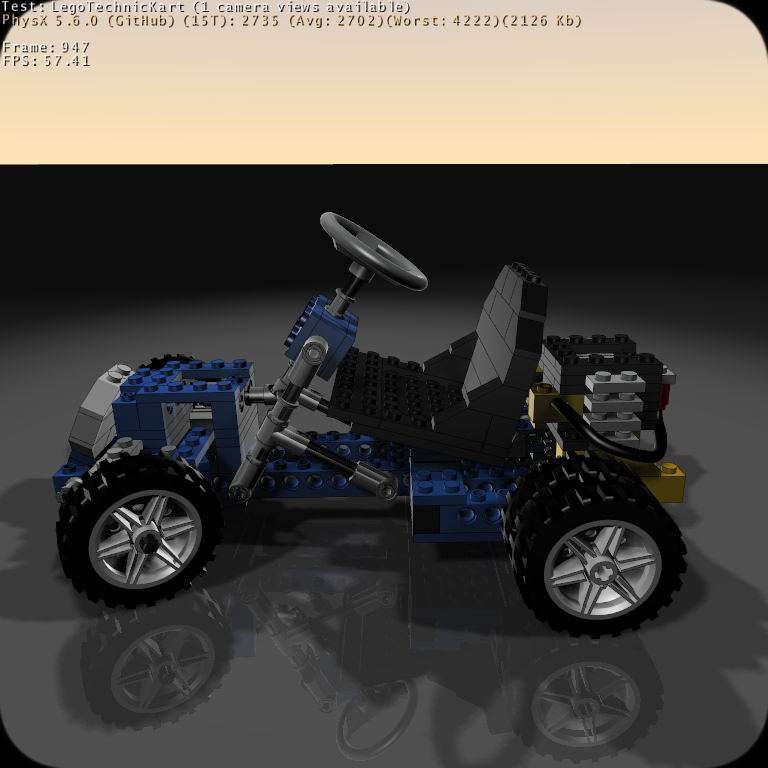 Test: LegoTechnicKart (1 camera views available)
PhysX 5.6.0 (GitHub) (15T): 2735 (Avg: 2702)(Worst: 4222)(2126 Kb)
Frame: 947
FPS: 57.41